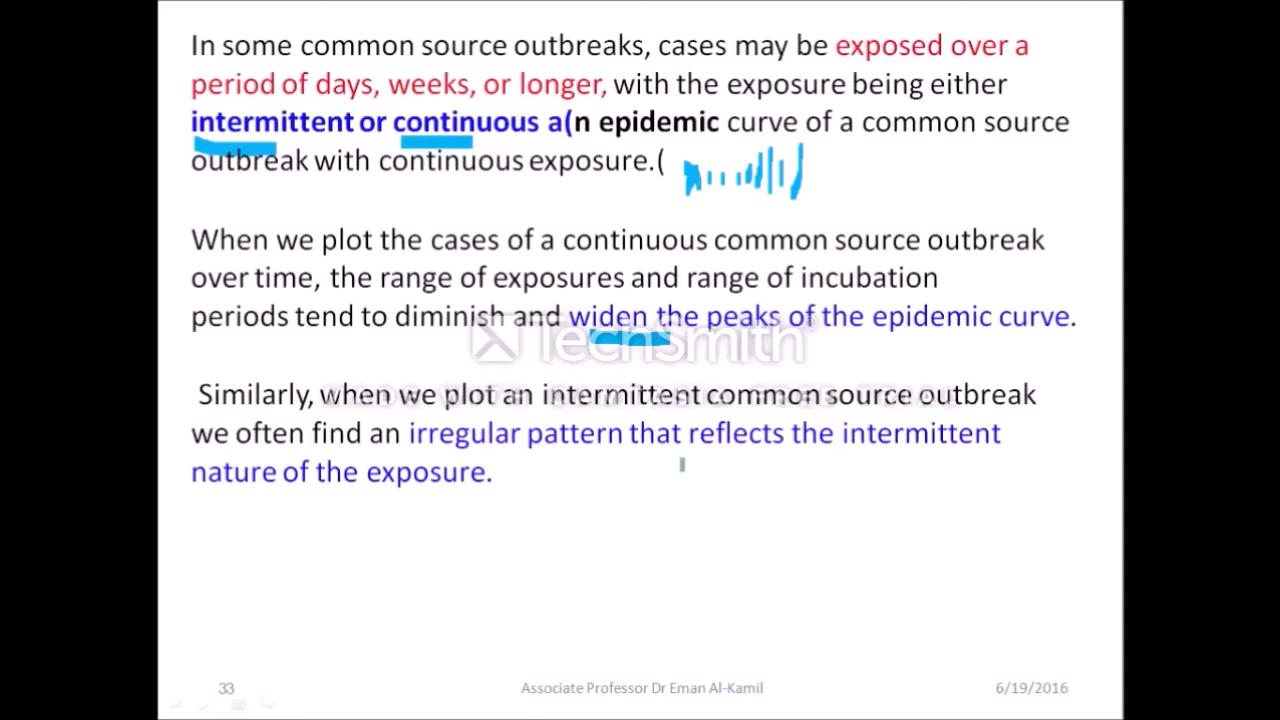 In some common source outbreaks, cases may be exposed over a
period of days, weeks, or longer, with the exposure being either
intermittent or continuous a(n epidemic curve of a common source
outbreak with continuous exposure.(
When we plot the cases of a continuous common source outbreak
over time, the range of exposures and range of incubation
periods tend to diminish and widen the peaks of the epidemic curve.
Techsmith
Similarly, when we plot an intermittent common source outbreak
we often find an irregular pattern that reflects the intermittent
nature of the exposure.
33
Associate Professor Dr Eman Al-Kamil
6/19/2016